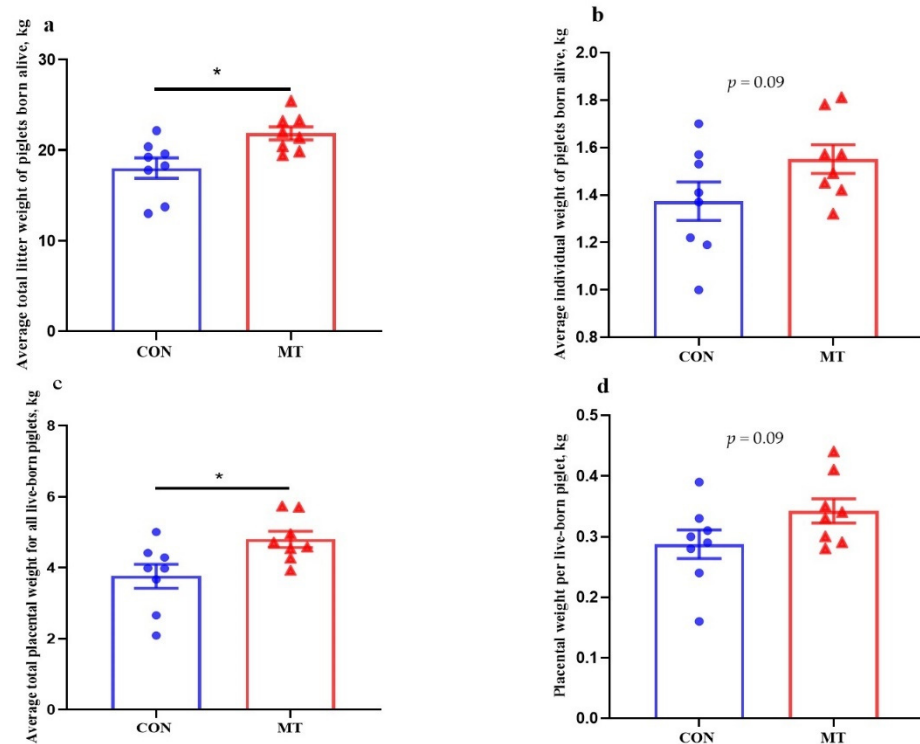 a
Average total litter weight of piglets born alive, kg
30
20
10
0
*
CON
MT
b
Average individual weight of piglets born alive, kg
2.0
1.8
1.6
1.4
1.2
1.0
0.8
p = 0.09
CON
MT
c
Average total placental weight for all live-born piglets, kg
8
6
4
2
0
*
CON
MT
d
Placental weight per live-born piglet, kg
0.5
0.4
0.3
0.2
0.1
0.0
p = 0.09
CON
MT